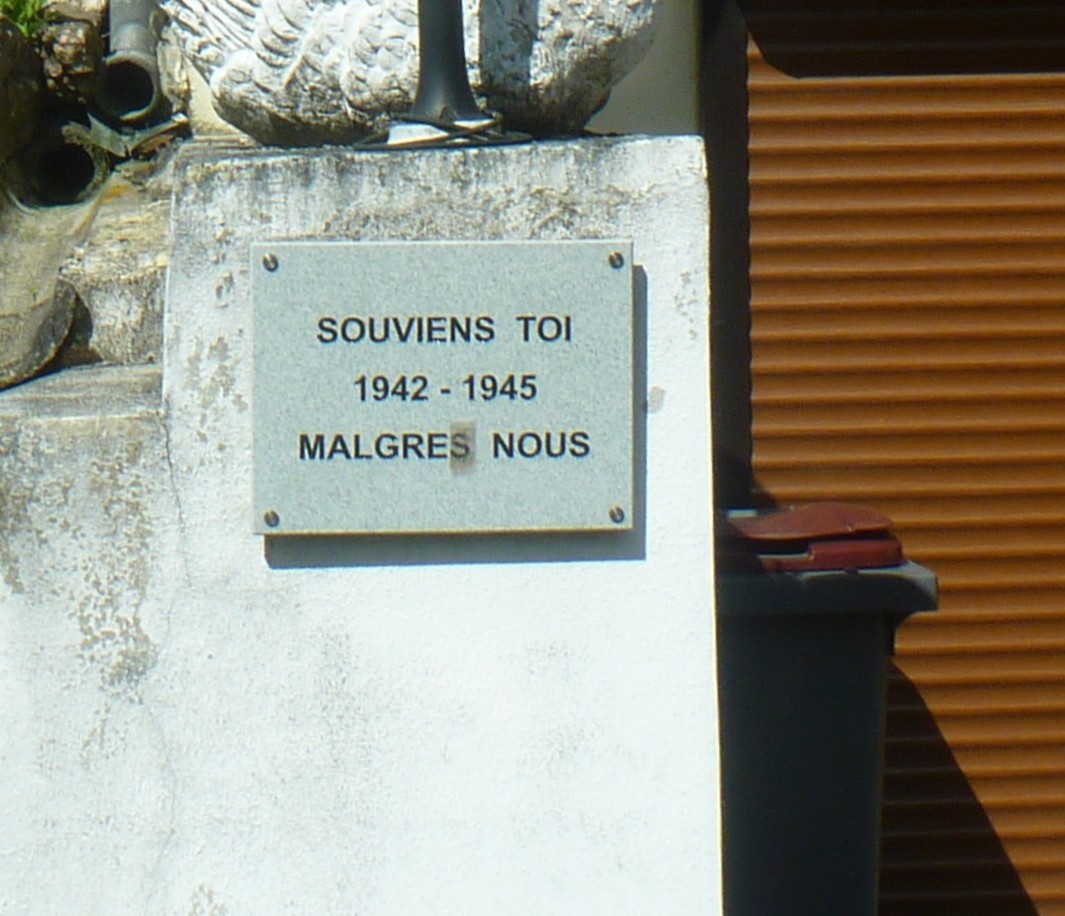 SOUVIENS TOI
1942 - 1945
MALGRES NOUS